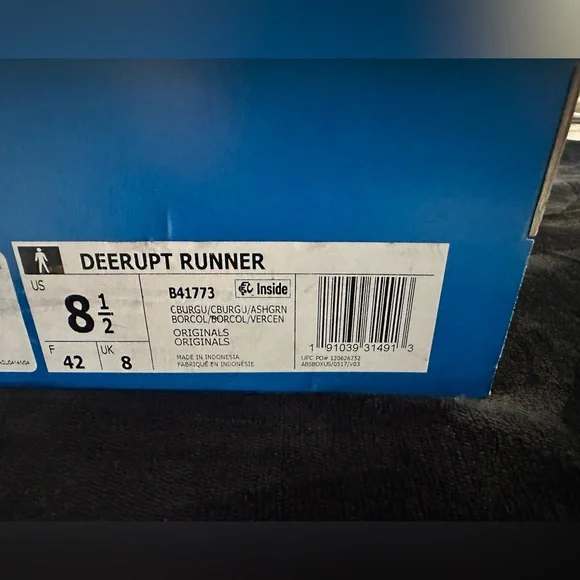 DEERUPT RUNNER
US
8 1/2
F
42
UK
8
B41773
Inside
CBURGU/CBURGU/ASHGRN
BORCOL/BORCOL/VERCEN
ORIGINALS
ORIGINALS
MADE IN INDONESIA
FABRIQUÉ EN INDONÉSIE
1 91039 31491 3
UPC PO# 120626252
ABSBOXUS/0517/V03